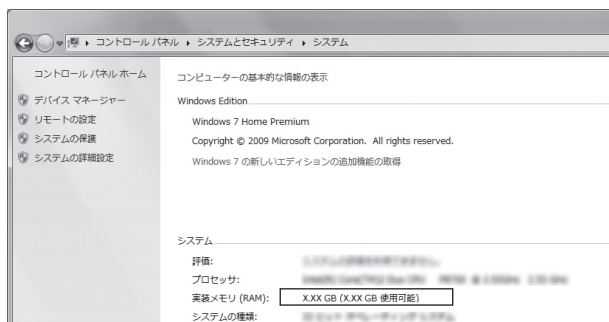 コントロール パネル ▸ システムとセキュリティ ▸ システム
コントロール パネル ホーム
デバイス マネージャー
リモートの設定
システムの保護
システムの詳細設定
コンピューターの基本的な情報の表示
Windows Edition
Windows 7 Home Premium
Copyright © 2009 Microsoft Corporation. All rights reserved.
Windows 7 の新しいエディションの追加機能の取得
システム
評価:
プロセッサ:
実装メモリ (RAM): X.XX GB (X.XX GB 使用可能)
システムの種類: